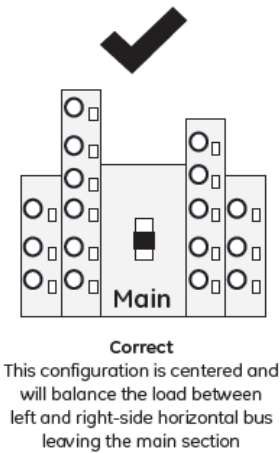 Main
Correct
This configuration is centered and
will balance the load between
left and right-side horizontal bus
leaving the main section